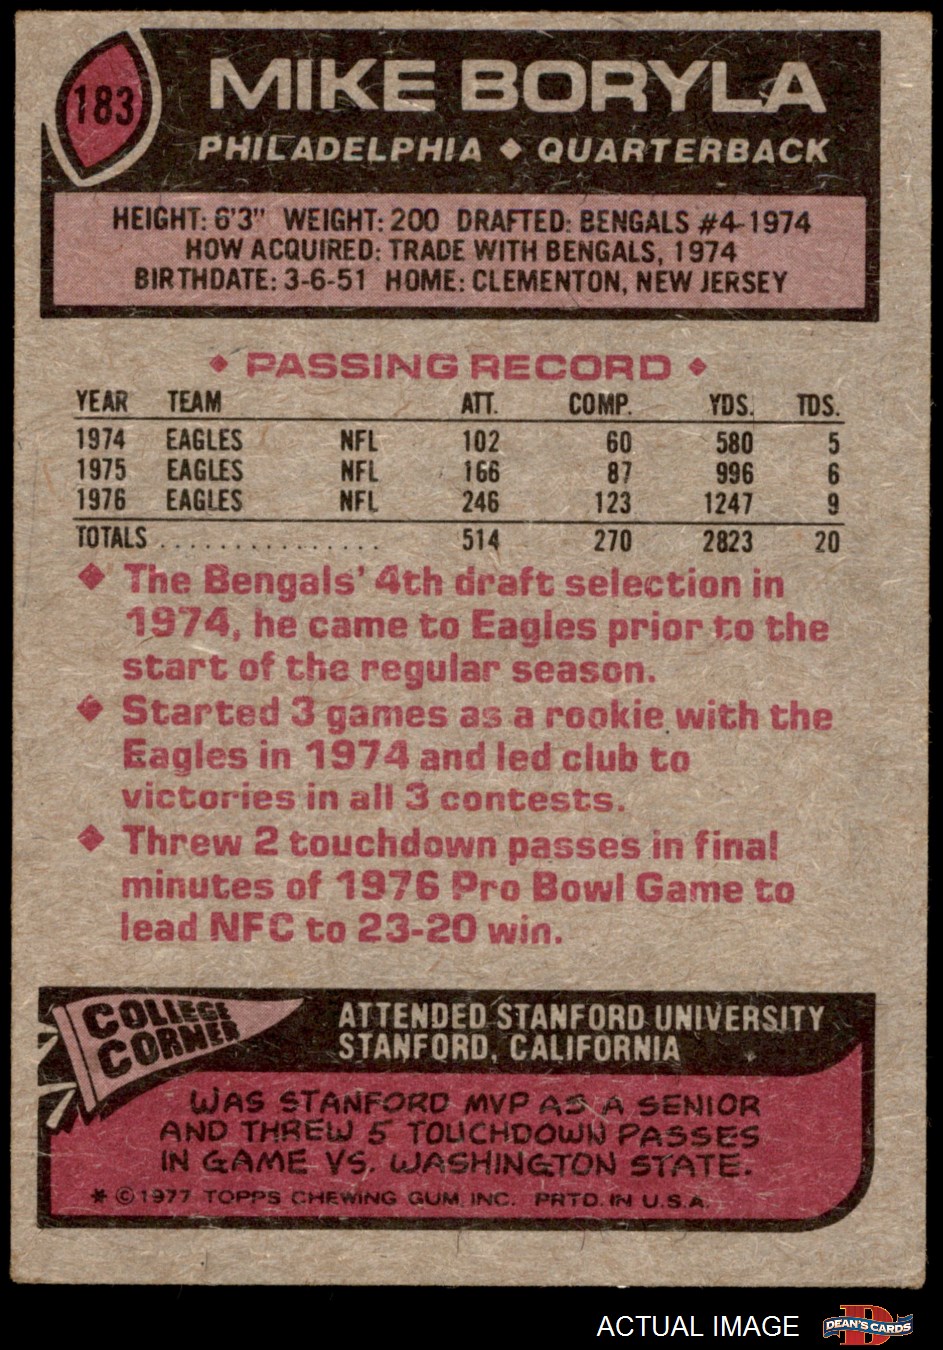 183
MIKE BORYLA
PHILADELPHIA ♦ QUARTERBACK
HEIGHT: 6'3" WEIGHT: 200 DRAFTED: BENGALS #4-1974
HOW ACQUIRED: TRADE WITH BENGALS, 1974
BIRTHDATE: 3-6-51 HOME: CLEMENTON, NEW JERSEY
♦ PASSING RECORD ♦
YEAR TEAM ATT. COMP. YDS. TDS.
1974 EAGLES NFL 102 60 580 5
1975 EAGLES NFL 166 87 996 6
1976 EAGLES NFL 246 123 1247 9
TOTALS ............... 514 270 2823 20
♦ The Bengals' 4th draft selection in
1974, he came to Eagles prior to the
start of the regular season.
♦ Started 3 games as a rookie with the
Eagles in 1974 and led club to
victories in all 3 contests.
♦ Threw 2 touchdown passes in final
minutes of 1976 Pro Bowl Game to
lead NFC to 23-20 win.
COLLEGE
CORNER
ATTENDED STANFORD UNIVERSITY
STANFORD, CALIFORNIA
WAS STANFORD MVP AS A SENIOR
AND THREW 5 TOUCHDOWN PASSES
IN GAME VS. WASHINGTON STATE.
* © 1977 TOPPS CHEWING GUM, INC. PRTD. IN U.S.A.
ACTUAL IMAGE
D
DEAN'S CARDS